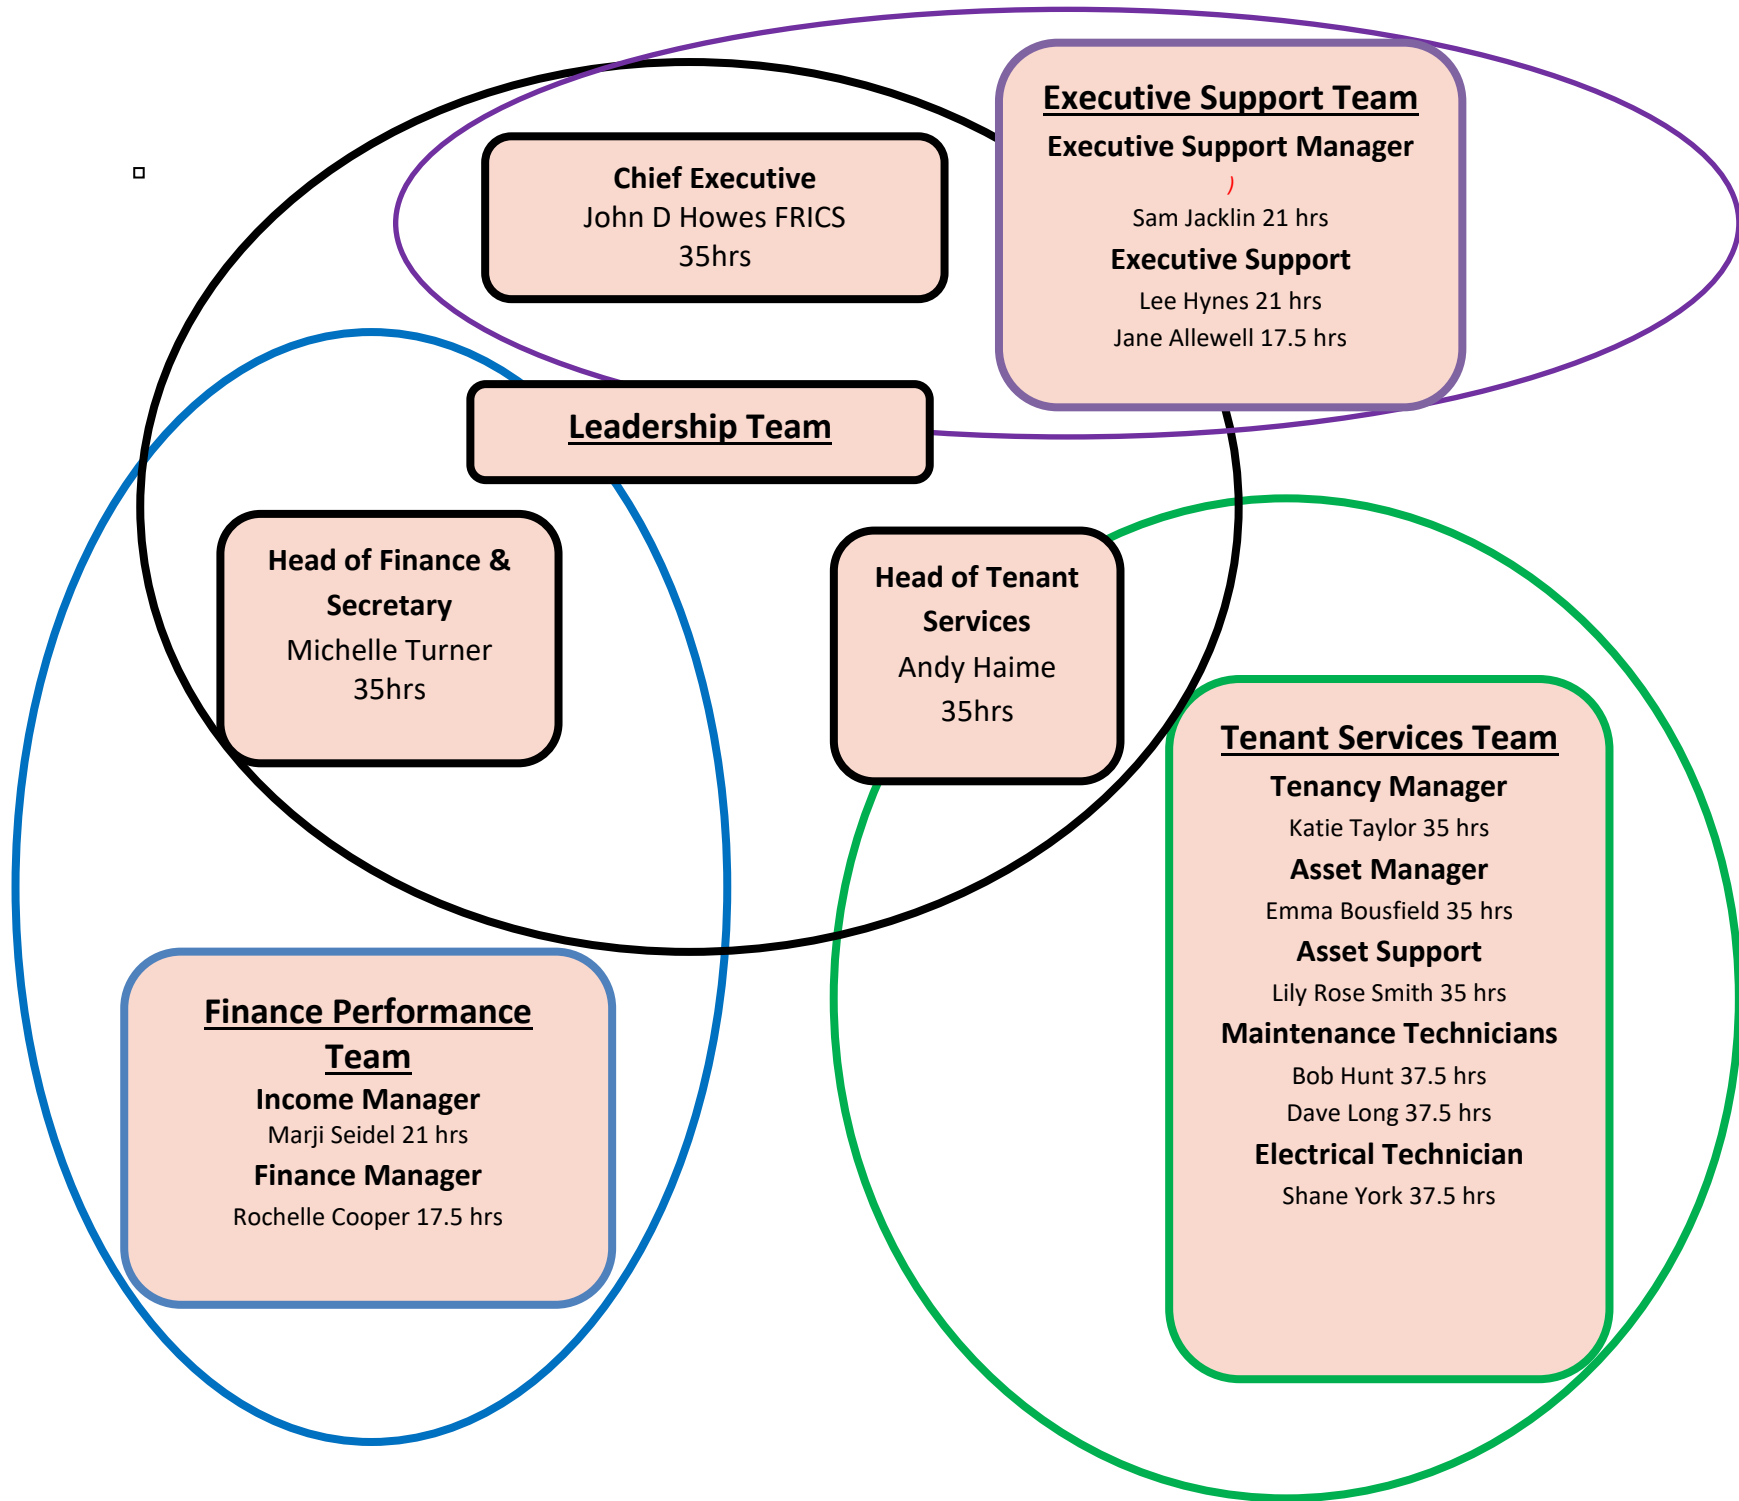 Executive Support Team
Executive Support Manager
)
Sam Jacklin 21 hrs
Executive Support
Lee Hynes 21 hrs
Jane Allewell 17.5 hrs
Chief Executive
John D Howes FRICS
35hrs
Leadership Team
Head of Finance &
Secretary
Michelle Turner
35hrs
Head of Tenant
Services
Andy Haime
35hrs
Tenant Services Team
Tenancy Manager
Katie Taylor 35 hrs
Asset Manager
Emma Bousfield 35 hrs
Asset Support
Lily Rose Smith 35 hrs
Maintenance Technicians
Bob Hunt 37.5 hrs
Dave Long 37.5 hrs
Electrical Technician
Shane York 37.5 hrs
Finance Performance
Team
Income Manager
Marji Seidel 21 hrs
Finance Manager
Rochelle Cooper 17.5 hrs